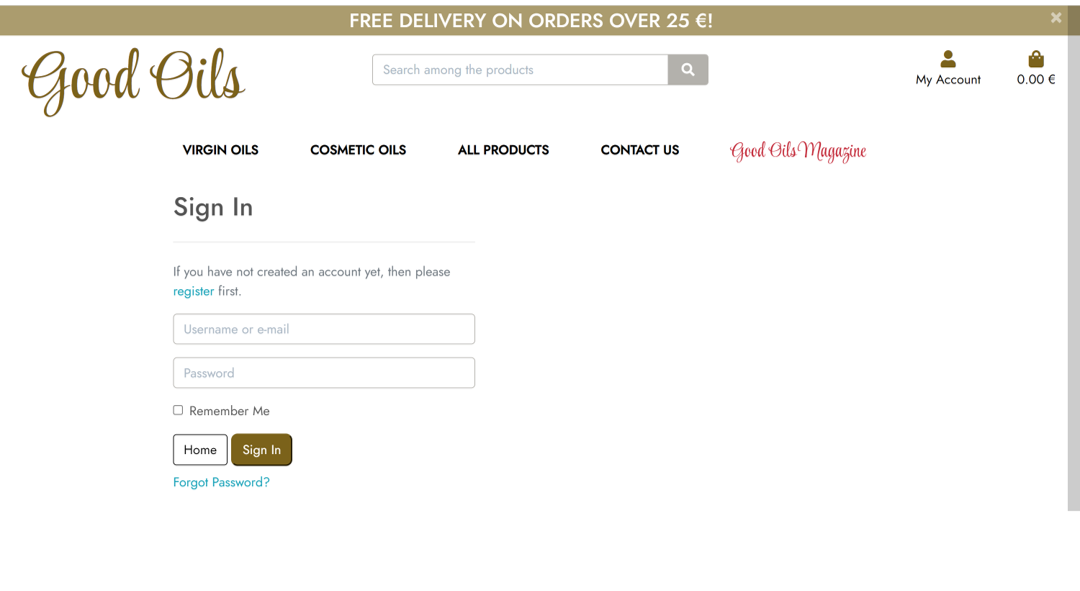 FREE DELIVERY ON ORDERS OVER 25 €!
×
Good Oils
Search among the products
My Account
0.00 €
VIRGIN OILS
COSMETIC OILS
ALL PRODUCTS
CONTACT US
Good Oils Magazine
Sign In
If you have not created an account yet, then please
register first.
Username or e-mail
Password
Remember Me
Home
Sign In
Forgot Password?